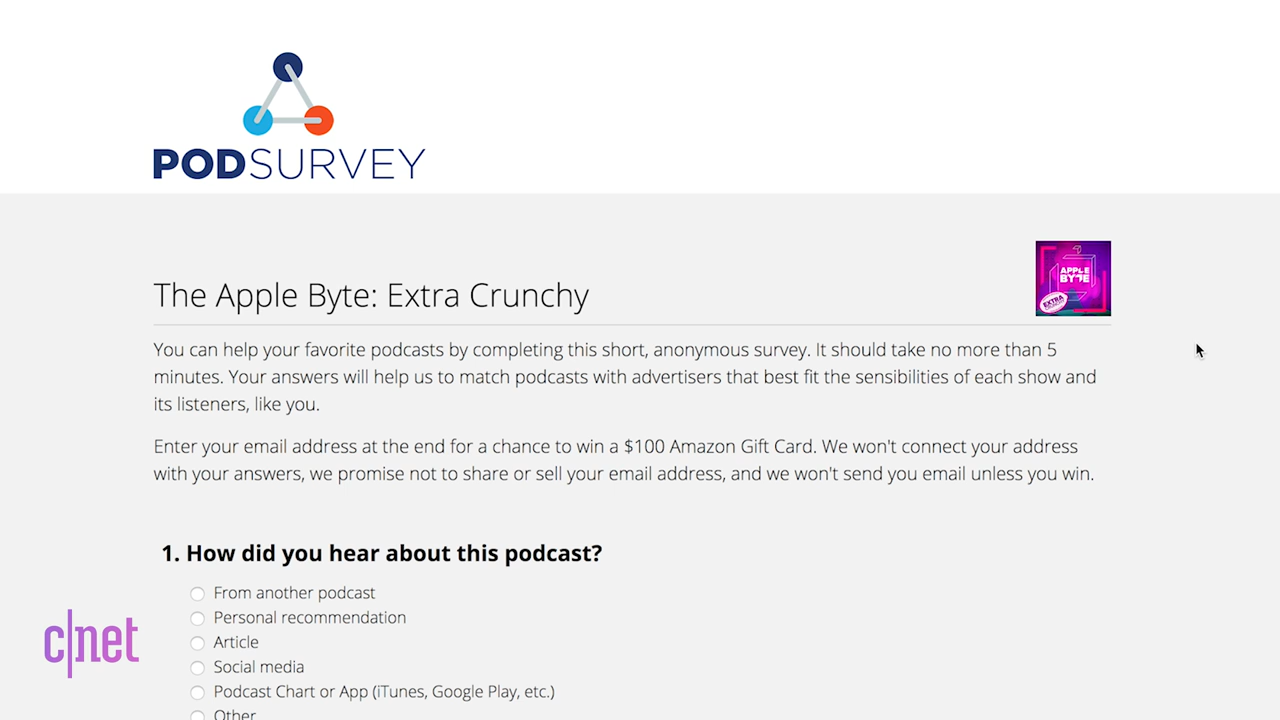 PODSURVEY
APPLE
BYTE
EXTRA
The Apple Byte: Extra Crunchy
You can help your favorite podcasts by completing this short, anonymous survey. It should take no more than 5
minutes. Your answers will help us to match podcasts with advertisers that best fit the sensibilities of each show and
its listeners, like you.
Enter your email address at the end for a chance to win a $100 Amazon Gift Card. We won't connect your address
with your answers, we promise not to share or sell your email address, and we won't send you email unless you win.
1. How did you hear about this podcast?
From another podcast
Personal recommendation
Article
Social media
Podcast Chart or App (iTunes, Google Play, etc.)
Other
c|net